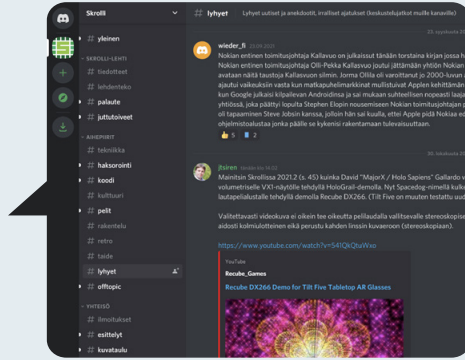 Skrolli
# lyhyet
Lyhyet uutiset ja anekdootit, irralliset ajatukset (keskustelujatkot muille kanaville)
# yleinen
SKROLLI-LEHTI
# tiedotteet
# lehdenteko
# palaute
# juttutoiveet
AIHEPIIRIT
# tekniikka
# haksorointi
# koodi
# kulttuuri
# pelit
# rakentelu
# retro
# taide
# lyhyet
# offtopic
YHTEISÖ
# ilmoitukset
# esittelyt
# kuvataulu
wieder_fi
Nokian entinen toimitusjohtaja Kallasvuo on julkaissut tänään torstaina kirjan jossa
Nokian entinen toimitusjohtaja Olli-Pekka Kallasvuo joutui jättämään yhtiön Nokian
avataan näitä taustoja Kallasvuon silmin. Jorma Ollila oli varoittanut jo 2000-luvun
ajautui vaikeuksiin vasta kun matkapuhelinmarkkinat mullistuivat Applen
kun Google julkaisi kilpailevan Androidinsa ja sai mukaan suhteellisen nopeasti
yhtiössä, joka päättyi lopulta Stephen Elopin nousemiseen Nokian toimitusjohtajan
oli tapaaminen Steve Jobsin kanssa, jolloin hän sai kuulla, ettei Apple pidä Nokiaa
ohjelmistoalustaa jonka päälle se kykenisi rakentamaan tulevaisuuttaan.
5 2
jtsiren
Mainitsin Skrollissa 2021.2 (s. 45) kuinka David "MajorX / Holo Sapiens" Gallardo
volumetriselle VX1-näytölle tehdyllä HoloGrail-demolla. Nyt Spacedog-nimellä
lautapelialustalle tehdyllä demolla Recube DX266. (Tilt Five on muuten testattu
Valitettavasti videokuva ei oikein tee oikeutta pelilaudalla vallitsevalle
aidosti kolmiulotteinen eikä perustu kahden linssin kuvaeroon (stereoskopiaan).
https://www.youtube.com/watch?v=541QkQtuWxo
YouTube
Recube_Games
Recube DX266 Demo for Tilt Five Tabletop AR Glasses